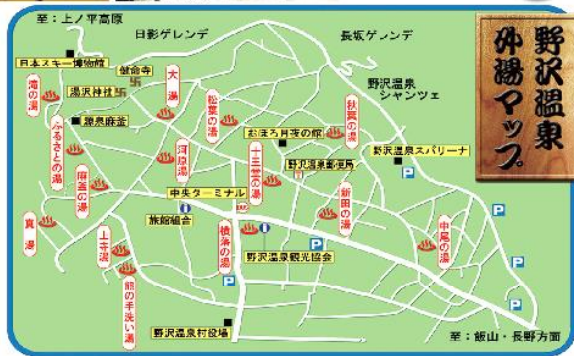 至：上ノ平高原
日影ゲレンデ
長坂ゲレンデ
野沢温泉
外湯マップ
日本スキー博物館
健命寺
大湯
滝の湯
湯沢神社
松葉の湯
野沢温泉
シャンツェ
秋葉の湯
源泉麻釜
おぼろ月夜の館
ふるさとの湯
河原湯
十王堂の湯
野沢温泉郵便局
野沢温泉スパリーナ
P
麻釜の湯
中央ターミナル
新田の湯
真湯
旅館組合
P
上寺湯
横落の湯
P
中尾の湯
野沢温泉観光協会
P
熊の手洗い湯
P
野沢温泉村役場
至：飯山・長野方面